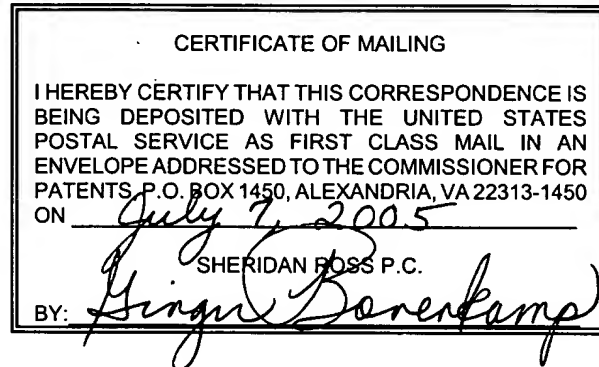 CERTIFICATE OF MAILING
I HEREBY CERTIFY THAT THIS CORRESPONDENCE IS
BEING DEPOSITED WITH THE UNITED STATES
POSTAL SERVICE AS FIRST CLASS MAIL IN AN
ENVELOPE ADDRESSED TO THE COMMISSIONER FOR
PATENTS, P.O. BOX 1450, ALEXANDRIA, VA 22313-1450
ON July 7, 2005
SHERIDAN ROSS P.C.
BY: Ginger Bovenkamp